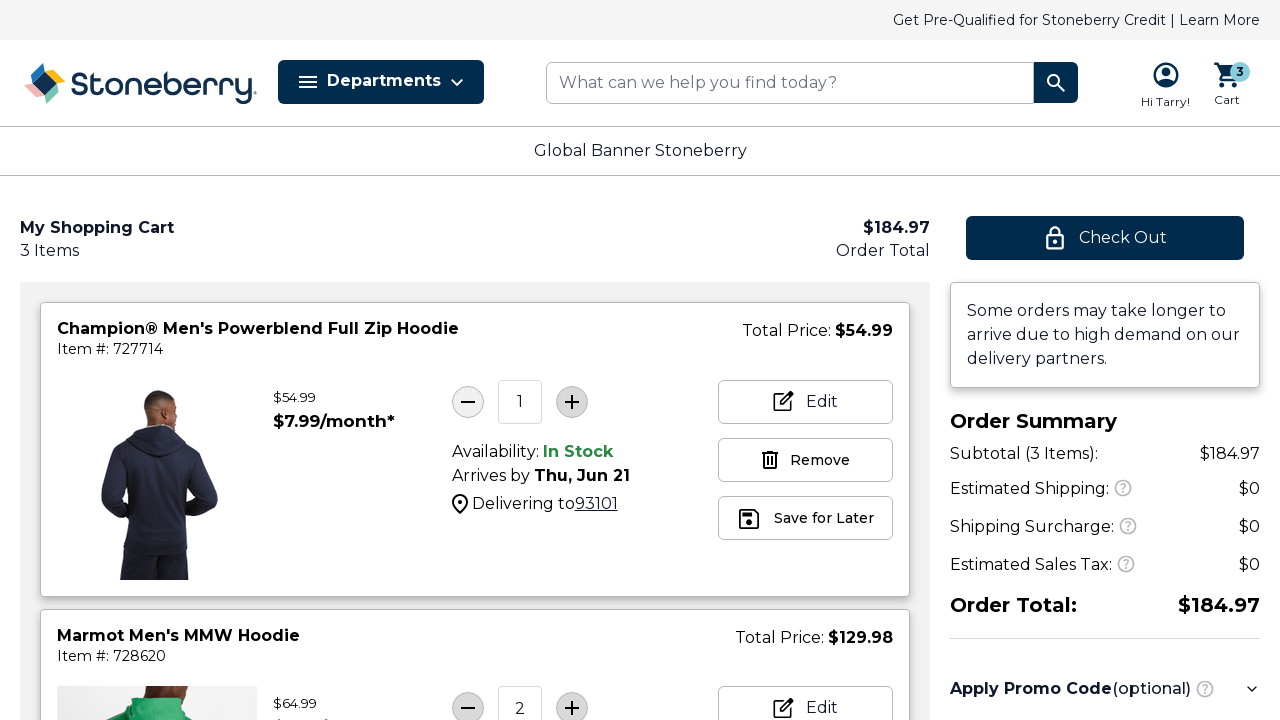 Get Pre-Qualified for Stoneberry Credit | Learn More
Stoneberry
Departments
What can we help you find today?
Hi Tarry!
3
Cart
Global Banner Stoneberry
My Shopping Cart
3 Items
$184.97
Order Total
Check Out
Champion® Men's Powerblend Full Zip Hoodie
Item #: 727714
Total Price: $54.99
$54.99
$7.99/month*
1
Availability: In Stock
Arrives by Thu, Jun 21
Delivering to93101
Edit
Remove
Save for Later
Marmot Men's MMW Hoodie
Item #: 728620
Total Price: $129.98
$64.99
2
Edit
Some orders may take longer to
arrive due to high demand on our
delivery partners.
Order Summary
Subtotal (3 Items): $184.97
Estimated Shipping: $0
Shipping Surcharge: $0
Estimated Sales Tax: $0
Order Total: $184.97
Apply Promo Code(optional)